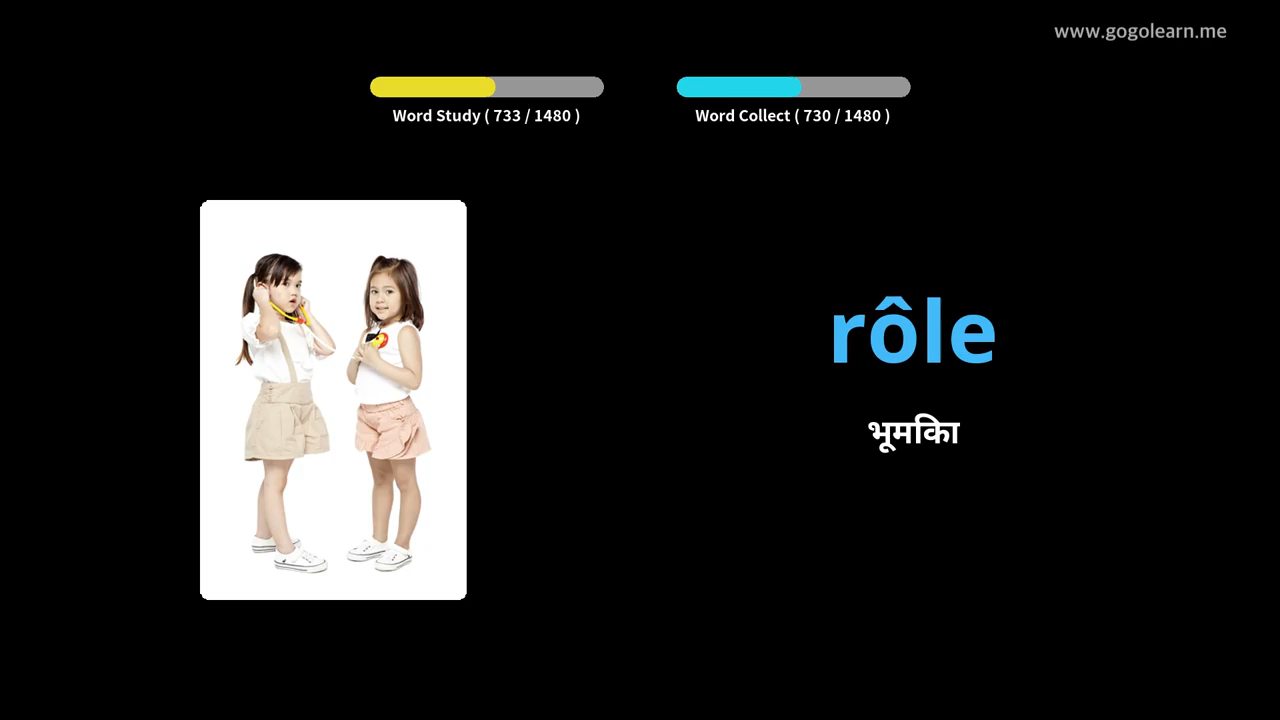 www.gogolearn.me
Word Study ( 733 / 1480 )
Word Collect ( 730 / 1480 )
rôle
भूमिका